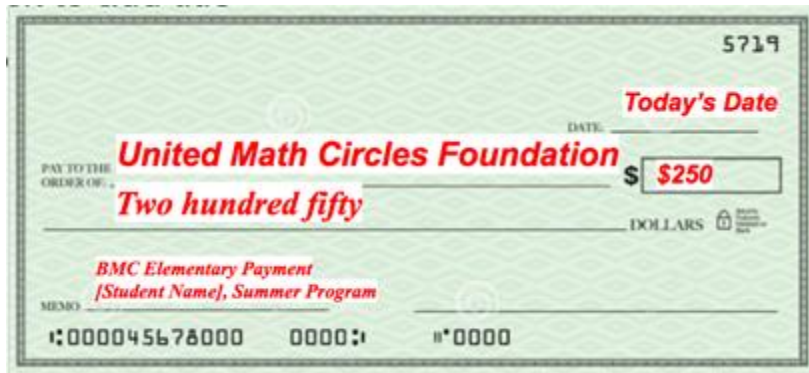 5719
Today's Date
DATE
United Math Circles Foundation
PAY TO THE
ORDER OF:
$ $250
Two hundred fifty
DOLLARS
BMC Elementary Payment
[Student Name], Summer Program
MEMO
⑆000045678000 0000⑆ ⑈0000